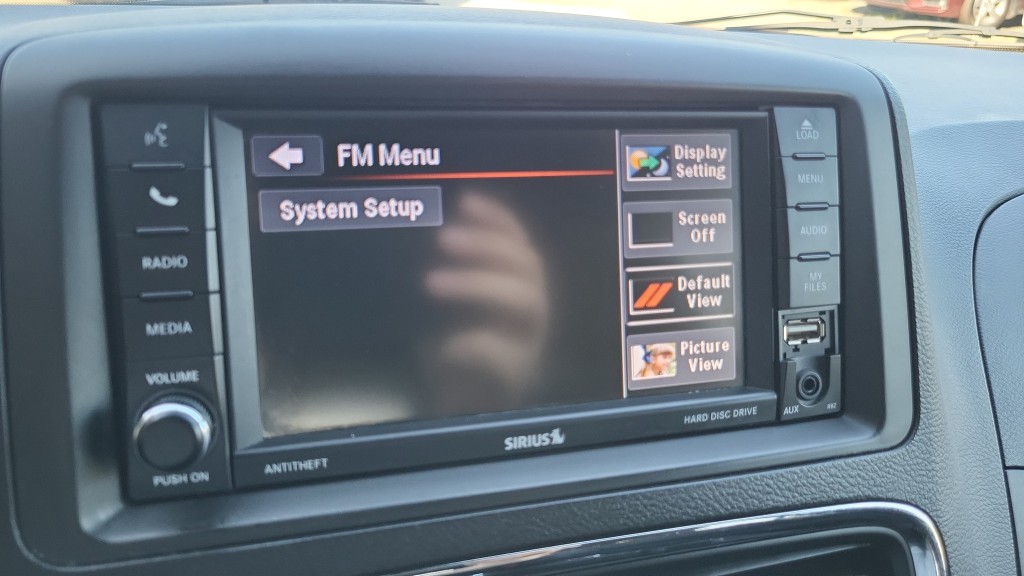 FM Menu
System Setup
Display
Setting
Screen
Off
Default
View
Picture
View
RADIO
MEDIA
VOLUME
PUSH ON
LOAD
MENU
AUDIO
MY
FILES
AUX
ANTITHEFT
SIRIUS
HARD DISC DRIVE